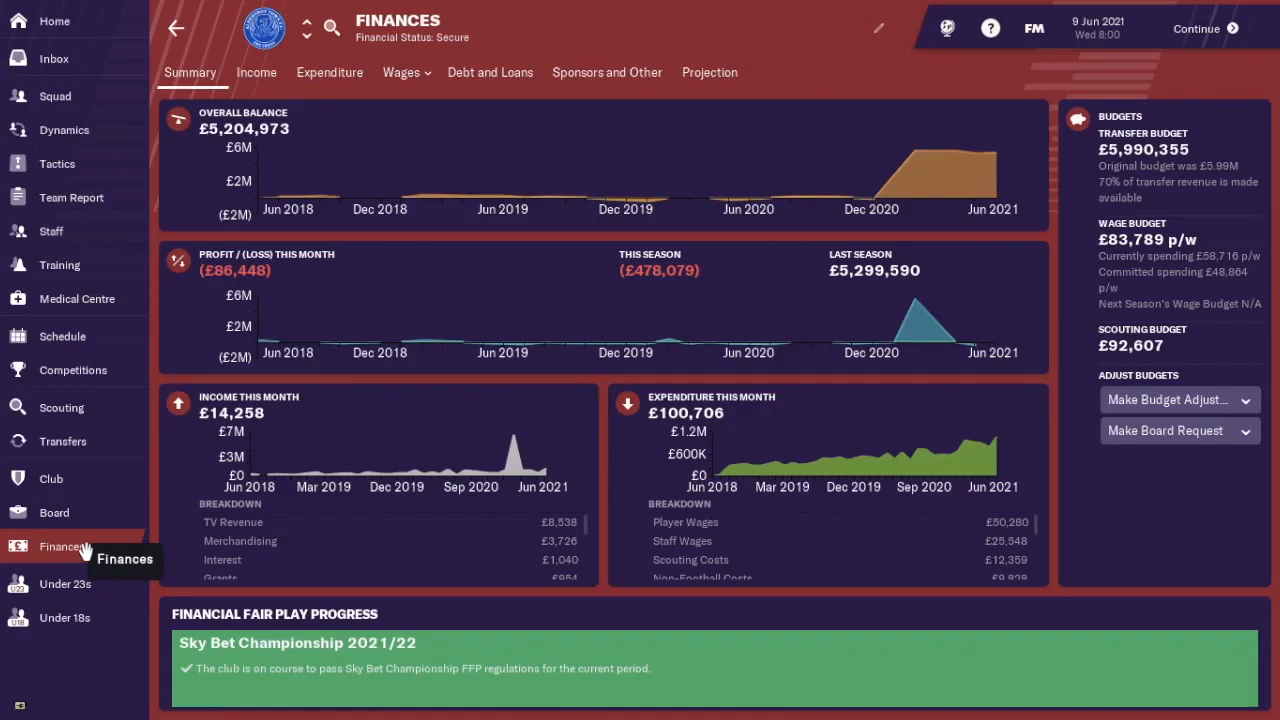 Home
Inbox
Squad
Dynamics
Tactics
Team Report
Staff
Training
Medical Centre
Schedule
Competitions
Scouting
Transfers
Club
Board
Finances
Finances
U23
Under 23s
U18
Under 18s
FINANCES
Financial Status: Secure
?
FM
9 Jun 2021
Wed 8:00
Continue
Summary Income Expenditure Wages Debt and Loans Sponsors and Other Projection
OVERALL BALANCE
£5,204,973
£6M
£2M
(£2M)
Jun 2018 Dec 2018 Jun 2019 Dec 2019 Jun 2020 Dec 2020 Jun 2021
PROFIT / (LOSS) THIS MONTH
(£86,448)
THIS SEASON
(£478,079)
LAST SEASON
£5,299,590
£6M
£2M
(£2M)
Jun 2018 Dec 2018 Jun 2019 Dec 2019 Jun 2020 Dec 2020 Jun 2021
INCOME THIS MONTH
£14,258
£7M
£3M
£0
Jun 2018 Mar 2019 Dec 2019 Sep 2020 Jun 2021
BREAKDOWN
TV Revenue £8,538
Merchandising £3,726
Interest £1,040
Grants £954
EXPENDITURE THIS MONTH
£100,706
£1.2M
£600K
£0
Jun 2018 Mar 2019 Dec 2019 Sep 2020 Jun 2021
BREAKDOWN
Player Wages £50,280
Staff Wages £25,548
Scouting Costs £12,359
Non-Football Costs £9,828
BUDGETS
TRANSFER BUDGET
£5,990,355
Original budget was £5.99M
70% of transfer revenue is made
available
WAGE BUDGET
£83,789 p/w
Currently spending £58,716 p/w
Committed spending £48,864
p/w
Next Season's Wage Budget N/A
SCOUTING BUDGET
£92,607
ADJUST BUDGETS
Make Budget Adjust...
Make Board Request
FINANCIAL FAIR PLAY PROGRESS
Sky Bet Championship 2021/22
The club is on course to pass Sky Bet Championship FFP regulations for the current period.